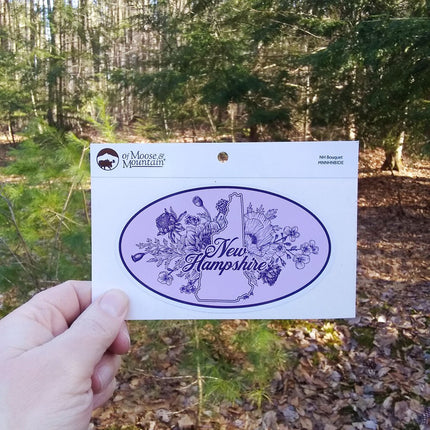 of Moose &
Mountain
NH Bouquet
New
Hampshire